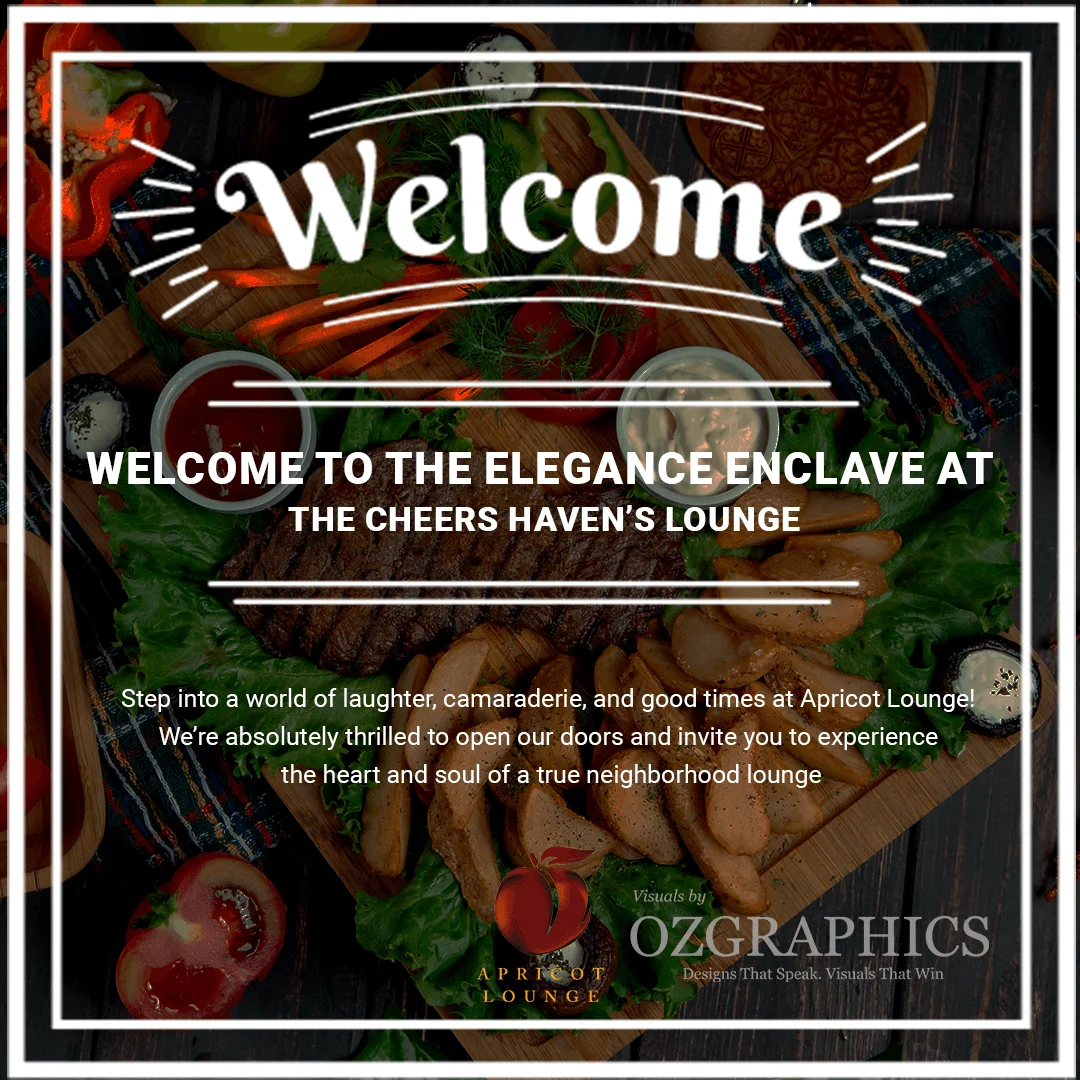 Welcome
WELCOME TO THE ELEGANCE ENCLAVE AT
THE CHEERS HAVEN’S LOUNGE
Step into a world of laughter, camaraderie, and good times at Apricot Lounge!
We’re absolutely thrilled to open our doors and invite you to experience
the heart and soul of a true neighborhood lounge
APRICOT
LOUNGE
Visuals by
OZGRAPHICS
Designs That Speak. Visuals That Win